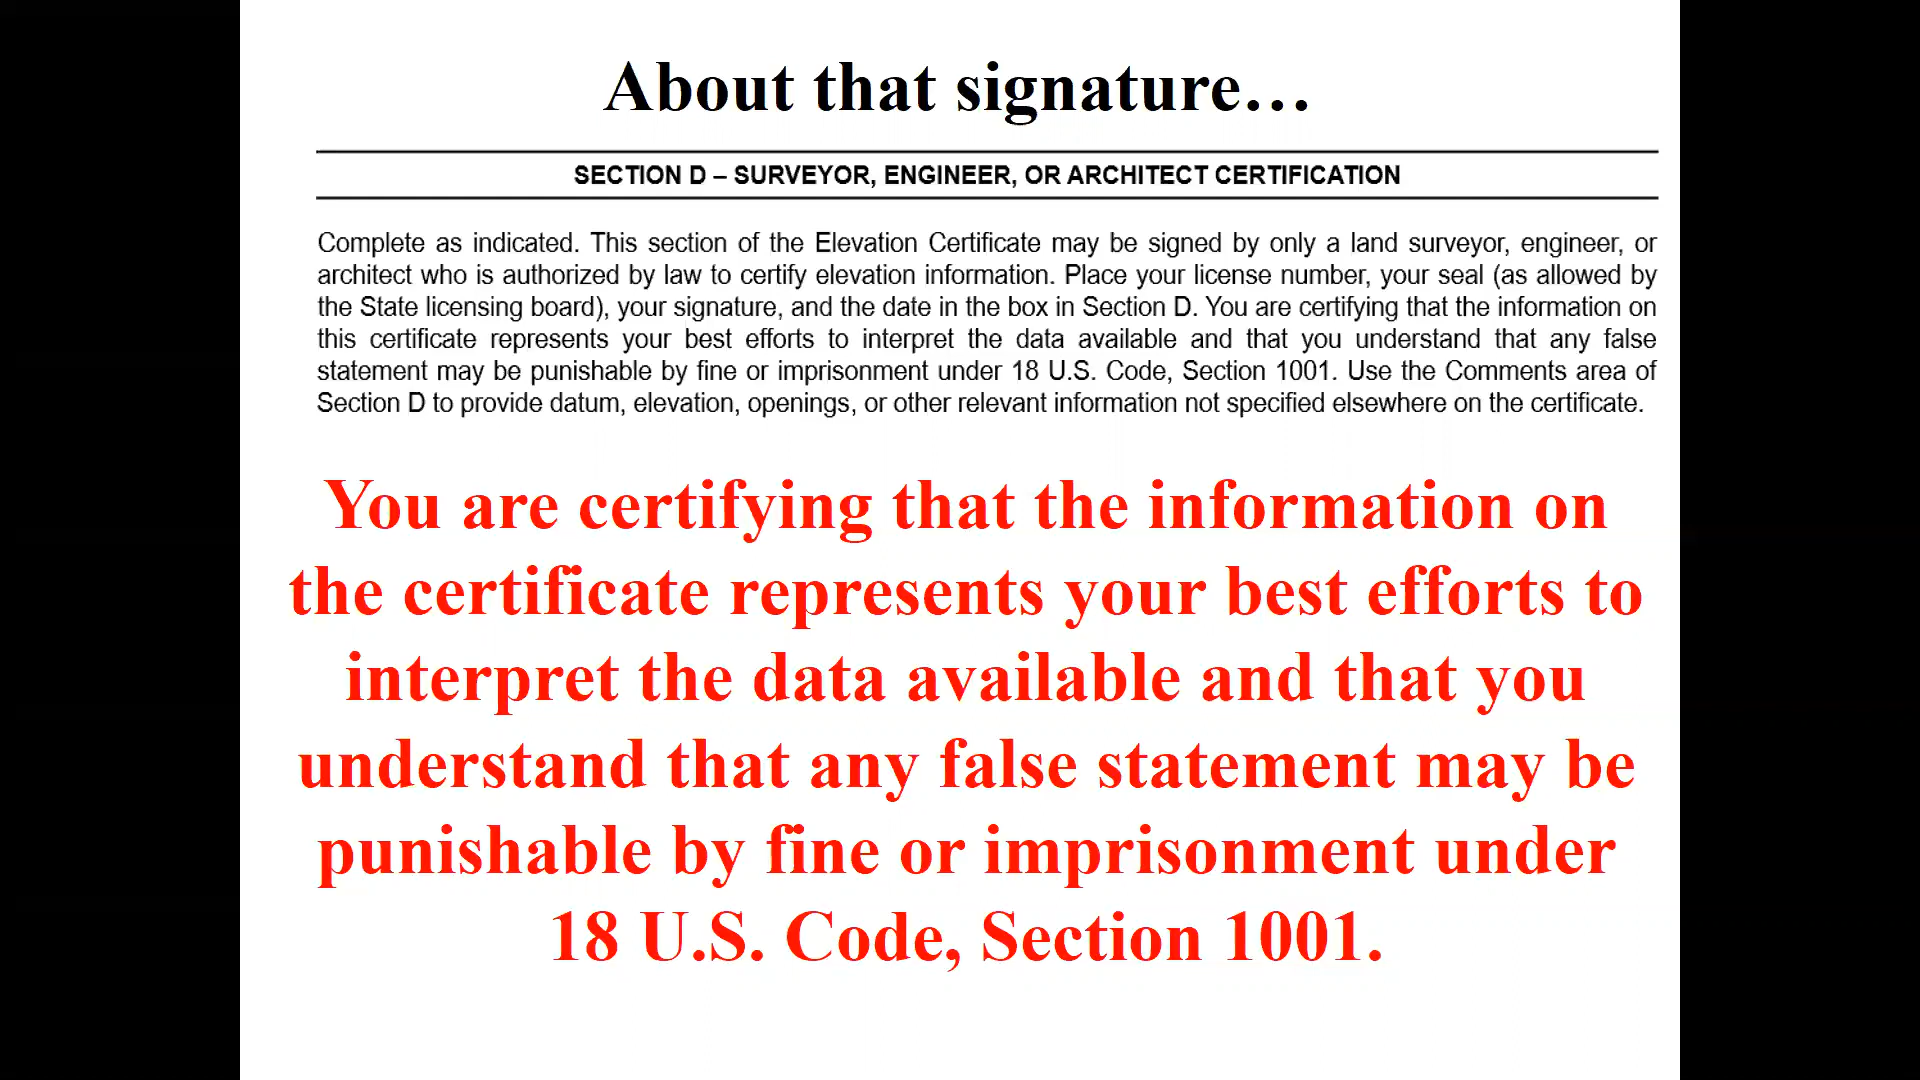 About that signature…
SECTION D – SURVEYOR, ENGINEER, OR ARCHITECT CERTIFICATION
Complete as indicated. This section of the Elevation Certificate may be signed by only a land surveyor, engineer, or
architect who is authorized by law to certify elevation information. Place your license number, your seal (as allowed by
the State licensing board), your signature, and the date in the box in Section D. You are certifying that the information on
this certificate represents your best efforts to interpret the data available and that you understand that any false
statement may be punishable by fine or imprisonment under 18 U.S. Code, Section 1001. Use the Comments area of
Section D to provide datum, elevation, openings, or other relevant information not specified elsewhere on the certificate.
You are certifying that the information on
the certificate represents your best efforts to
interpret the data available and that you
understand that any false statement may be
punishable by fine or imprisonment under
18 U.S. Code, Section 1001.